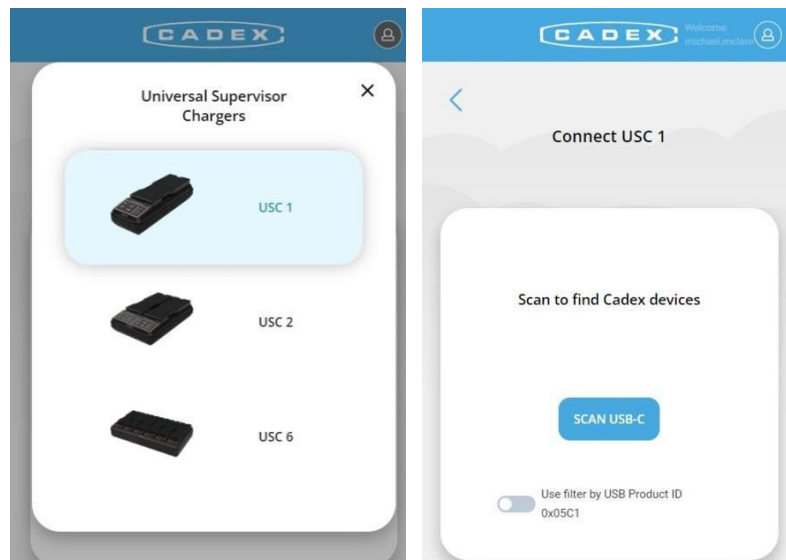 CADEX
Universal Supervisor
Chargers
USC 1
USC 2
USC 6
CADEX
Welcome
michael.mclare
Connect USC 1
Scan to find Cadex devices
SCAN USB-C
Use filter by USB Product ID
0x05C1